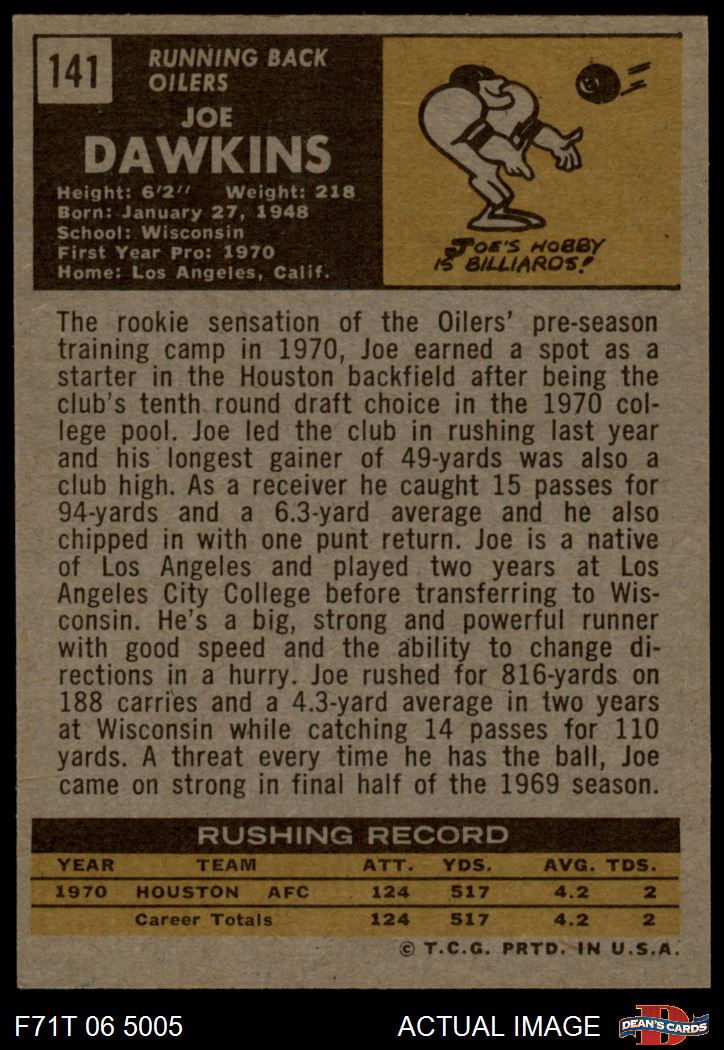 141
RUNNING BACK
OILERS
JOE
DAWKINS
Height: 6'2" Weight: 218
Born: January 27, 1948
School: Wisconsin
First Year Pro: 1970
Home: Los Angeles, Calif.
JOE'S HOBBY
IS BILLIARDS!
The rookie sensation of the Oilers' pre-season
training camp in 1970, Joe earned a spot as a
starter in the Houston backfield after being the
club's tenth round draft choice in the 1970 col-
lege pool. Joe led the club in rushing last year
and his longest gainer of 49-yards was also a
club high. As a receiver he caught 15 passes for
94-yards and a 6.3-yard average and he also
chipped in with one punt return. Joe is a native
of Los Angeles and played two years at Los
Angeles City College before transferring to Wis-
consin. He's a big, strong and powerful runner
with good speed and the ability to change di-
rections in a hurry. Joe rushed for 816-yards on
188 carries and a 4.3-yard average in two years
at Wisconsin while catching 14 passes for 110
yards. A threat every time he has the ball, Joe
came on strong in final half of the 1969 season.
RUSHING RECORD
YEAR TEAM ATT. YDS. AVG. TDS.
1970 HOUSTON AFC 124 517 4.2 2
Career Totals 124 517 4.2 2
© T.C.G. PRTD. IN U.S.A.
F71T 06 5005 ACTUAL IMAGE
D
DEAN'S CARDS